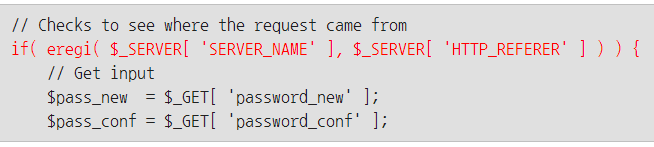 // Checks to see where the request came from
if( eregi( $_SERVER[ 'SERVER_NAME' ], $_SERVER[ 'HTTP_REFERER' ] ) ) {
    // Get input
    $pass_new  = $_GET[ 'password_new' ];
    $pass_conf = $_GET[ 'password_conf' ];